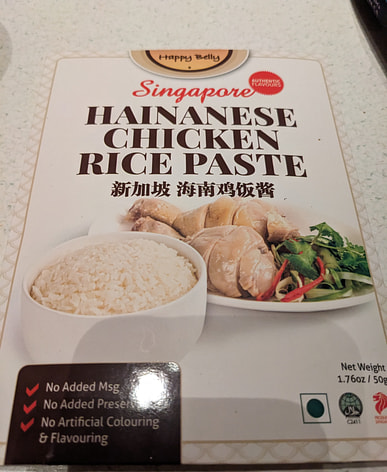 Happy Belly
Singapore
AUTHENTIC
FLAVOURS
HAINANESE
CHICKEN
RICE PASTE
新加坡 海南鸡饭酱
No Added Msg
No Added Prese
No Artificial Colouring
& Flavouring
Net Weight
1.76oz / 50g